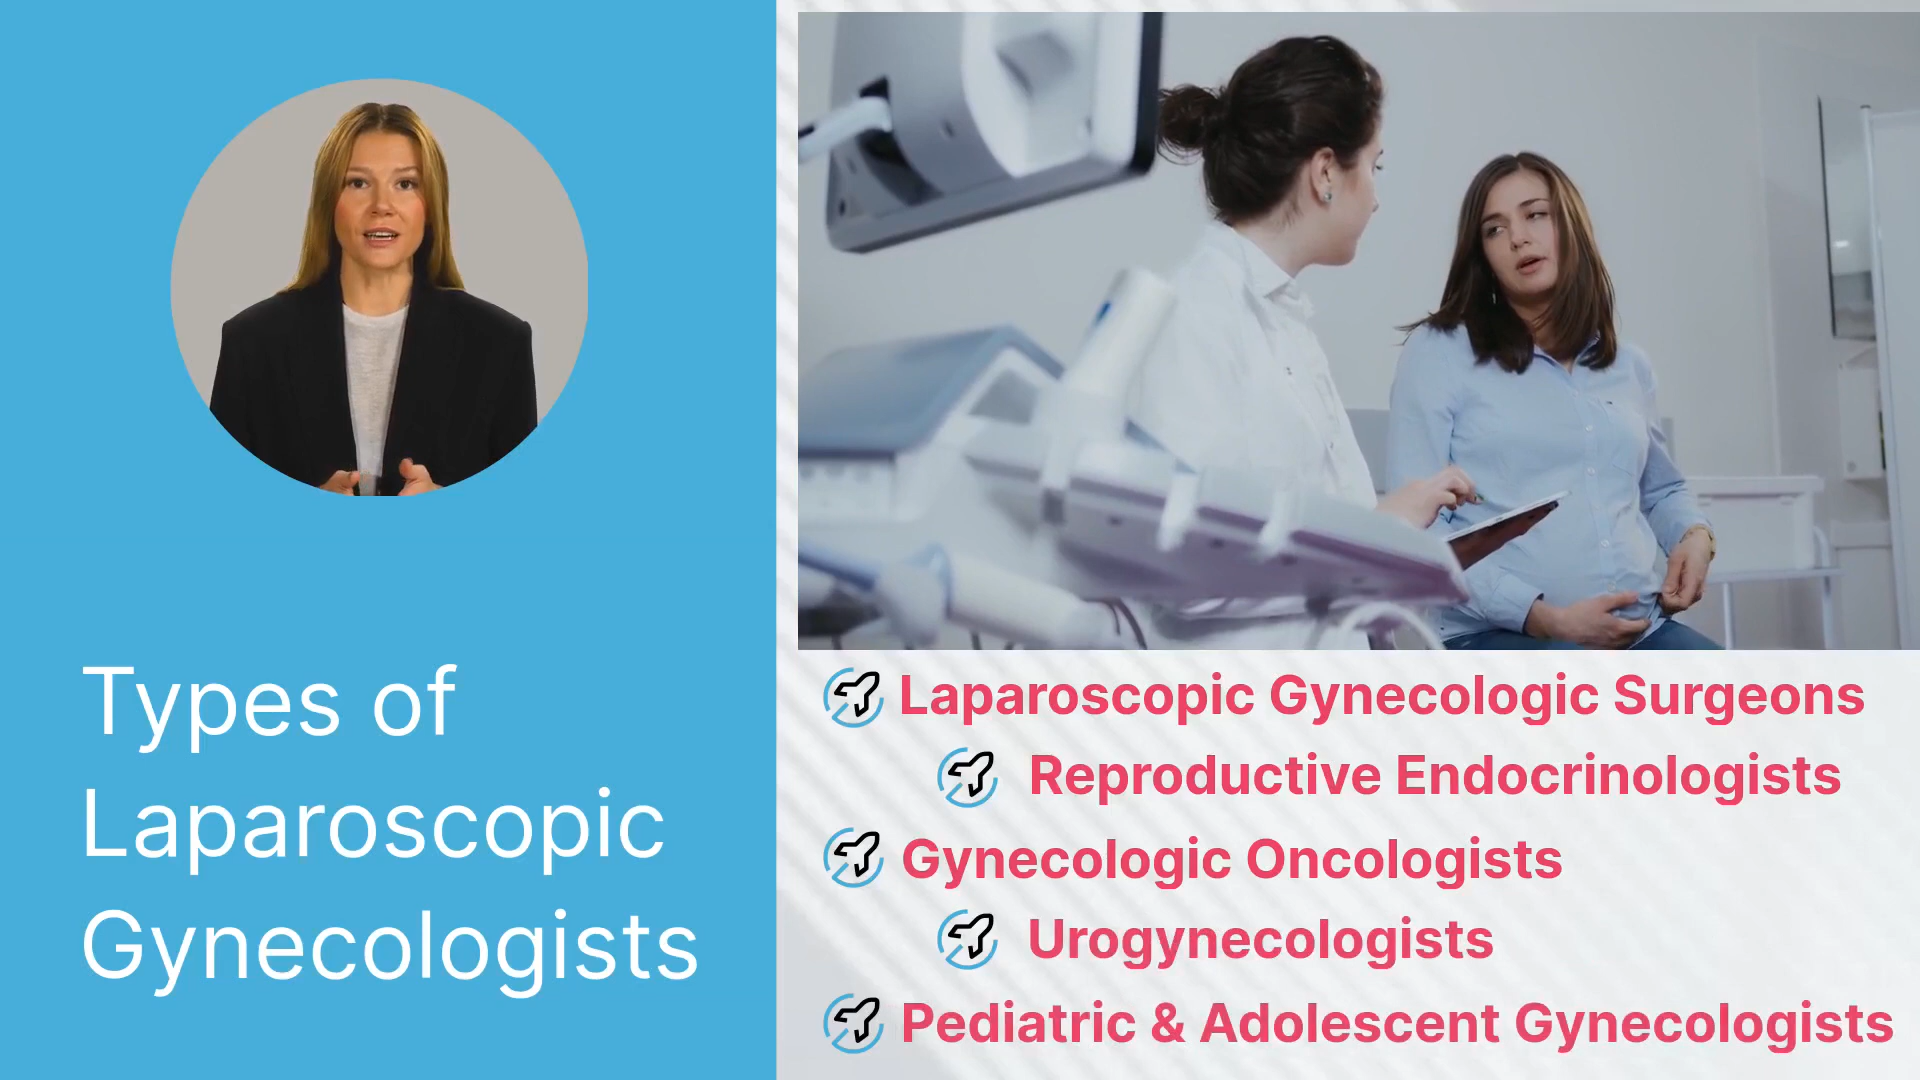 Types of
Laparoscopic
Gynecologists
Laparoscopic Gynecologic Surgeons
Reproductive Endocrinologists
Gynecologic Oncologists
Urogynecologists
Pediatric & Adolescent Gynecologists